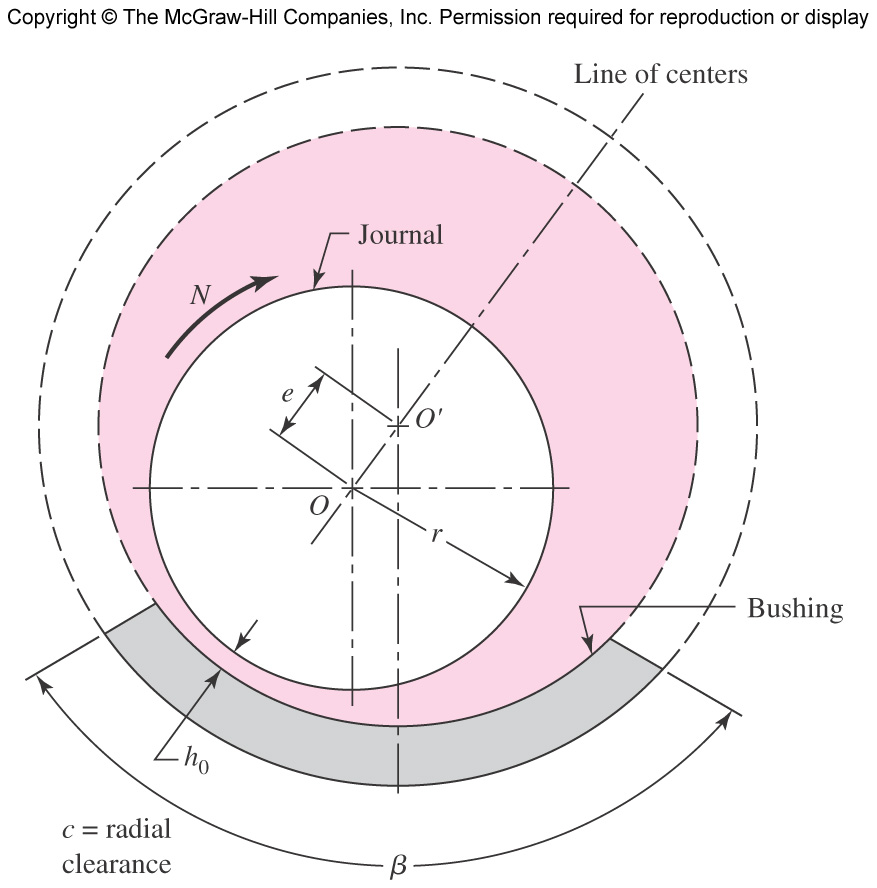 Copyright © The McGraw-Hill Companies, Inc. Permission required for reproduction or display
Line of centers
Journal
N
e
O'
O
r
Bushing
h₀
c = radial
clearance
β